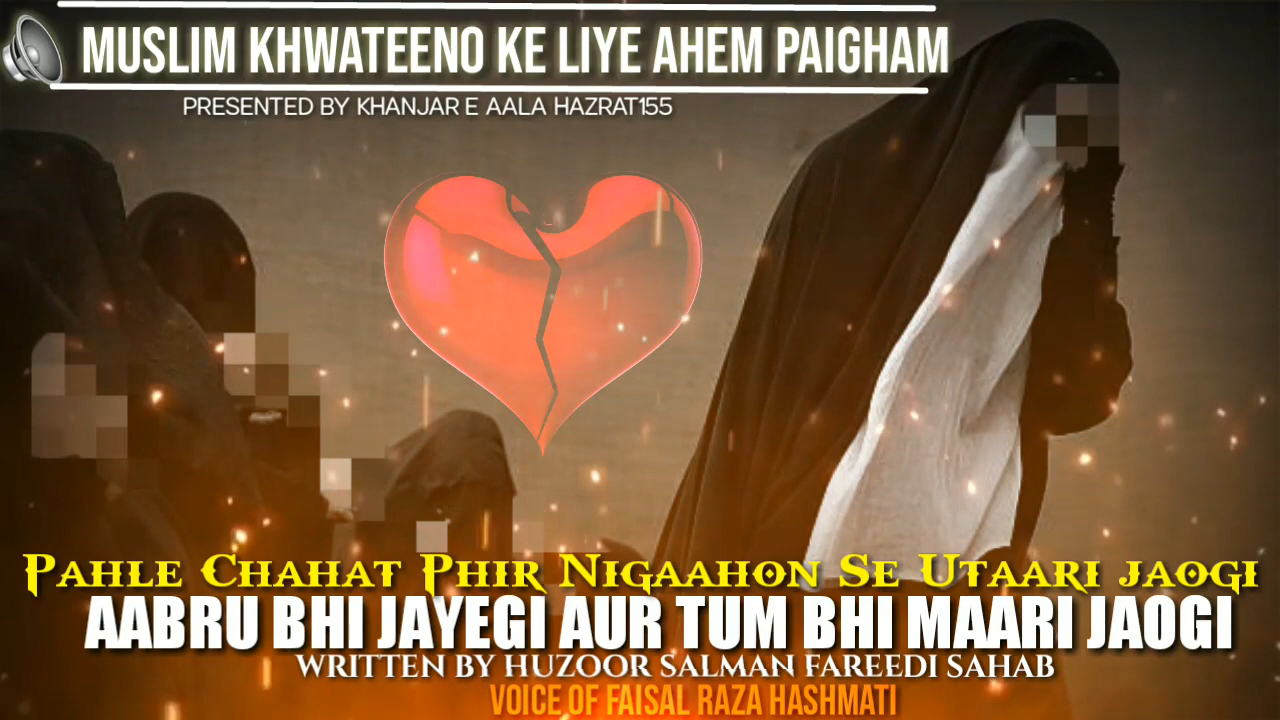 MUSLIM KHWATEENO KE LIYE AHEM PAIGHAM
PRESENTED BY KHANJAR E AALA HAZRAT155
PAHLE CHAHAT PHIR NIGAAHON SE UTAARI JAOGI
AABRU BHI JAYEGI AUR TUM BHI MAARI JAOGI
WRITTEN BY HUZOOR SALMAN FAREEDI SAHAB
VOICE OF FAISAL RAZA HASHMATI